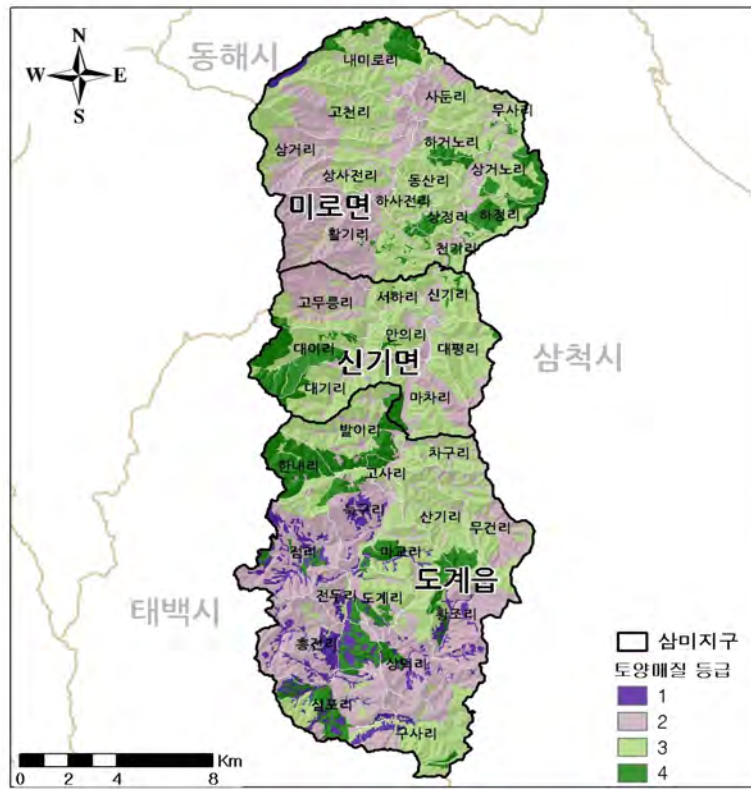 N
W E
S
동해시
내미로리
사둔리
무사리
고천리
하거노리
삼거리
상거노리
상사전리
동산리
하사전리
미로면
상정리
하정리
활기리
천기리
고무릉리
서하리
신기리
안의리
대이리
대평리
신기면
삼척시
대기리
마차리
발이리
차구리
한내리
고사리
산기리
늑구리
무건리
점리
마교리
도계읍
태백시
전두리
도계리
황조리
흥전리
상덕리
심포리
구사리
삼미지구
토양매질 등급
1
2
3
4
Km
0 2 4 8